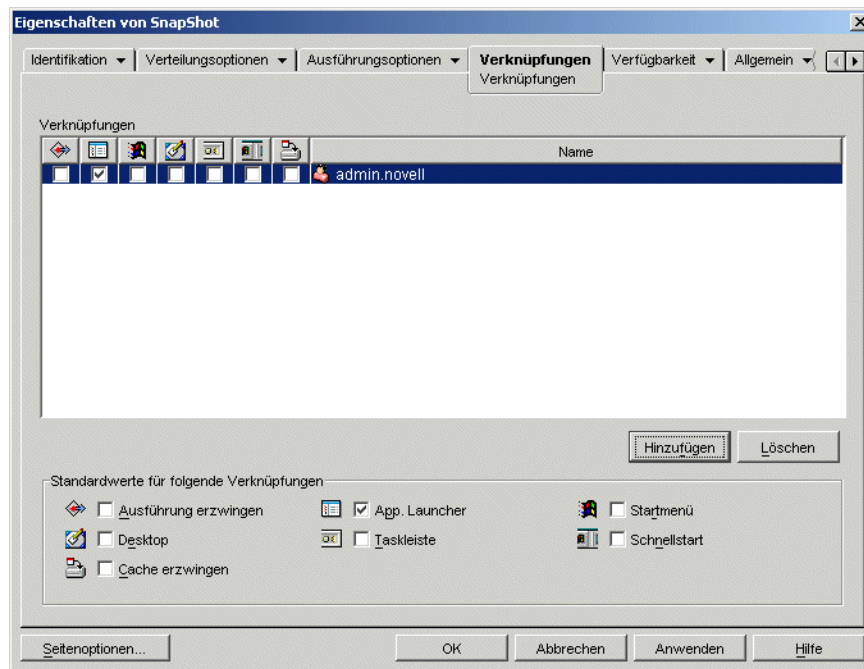 Eigenschaften von SnapShot
Identifikation
Verteilungsoptionen
Ausführungsoptionen
Verknüpfungen
Verfügbarkeit
Allgemein
Verknüpfungen
Verknüpfungen
Name
admin.novell
Hinzufügen
Löschen
Standardwerte für folgende Verknüpfungen
Ausführung erzwingen
App. Launcher
Startmenü
Desktop
Taskleiste
Schnellstart
Cache erzwingen
Seitenoptionen...
OK
Abbrechen
Anwenden
Hilfe